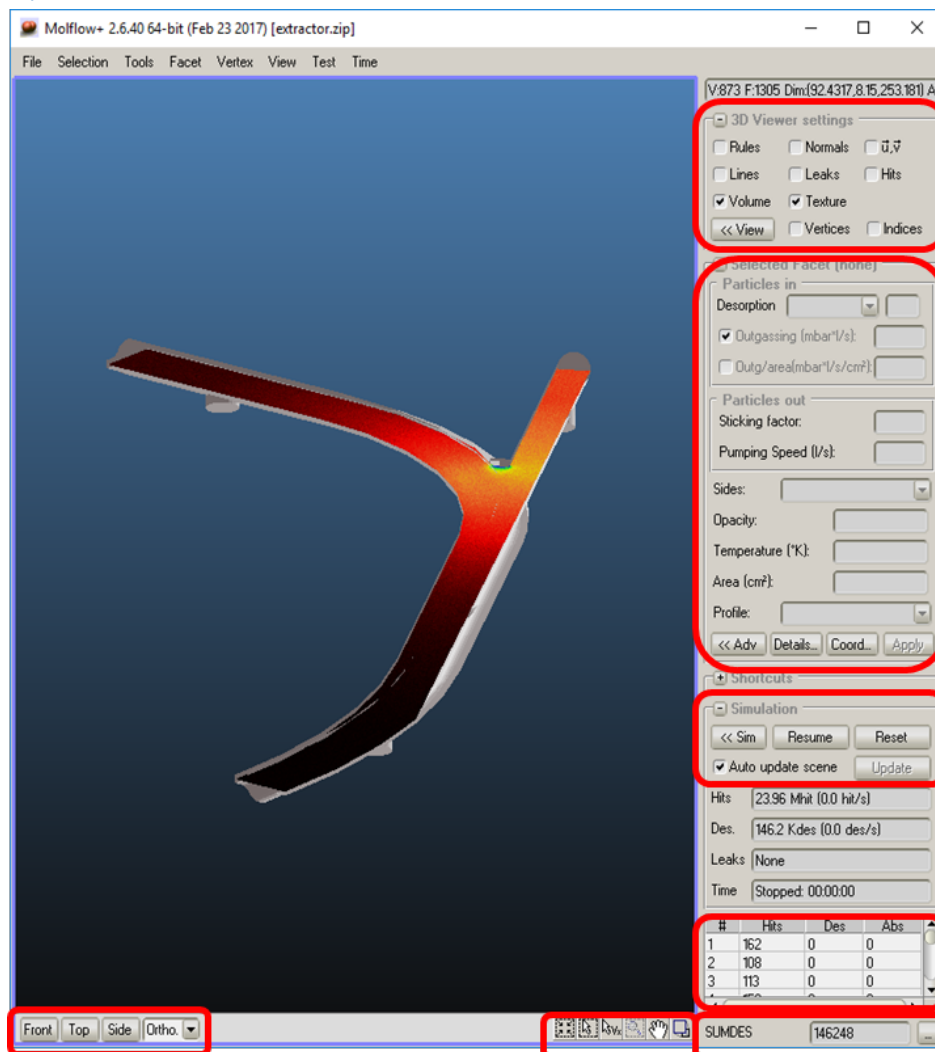 Molflow+ 2.6.40 64-bit (Feb 23 2017) [extractor.zip]
File Selection Tools Facet Vertex View Test Time
V:873 F:1305 Dim:(92.4317,8.15,253.181) A
3D Viewer settings
Rules Normals u⃗,v⃗
Lines Leaks Hits
Volume Texture
<< View Vertices Indices
Selected Facet (none)
Particles in
Desorption
Outgassing (mbar*l/s):
Outg/area(mbar*l/s/cm²):
Particles out
Sticking factor:
Pumping Speed (l/s):
Sides:
Opacity:
Temperature (°K):
Area (cm²):
Profile:
<< Adv Details... Coord... Apply
Shortcuts
Simulation
<< Sim Resume Reset
Auto update scene Update
Hits 23.96 Mhit (0.0 hit/s)
Des. 146.2 Kdes (0.0 des/s)
Leaks None
Time Stopped: 00:00:00
# Hits Des Abs
1 162 0 0
2 108 0 0
3 113 0 0
Front Top Side Ortho. Vx SUMDES 146248 ...